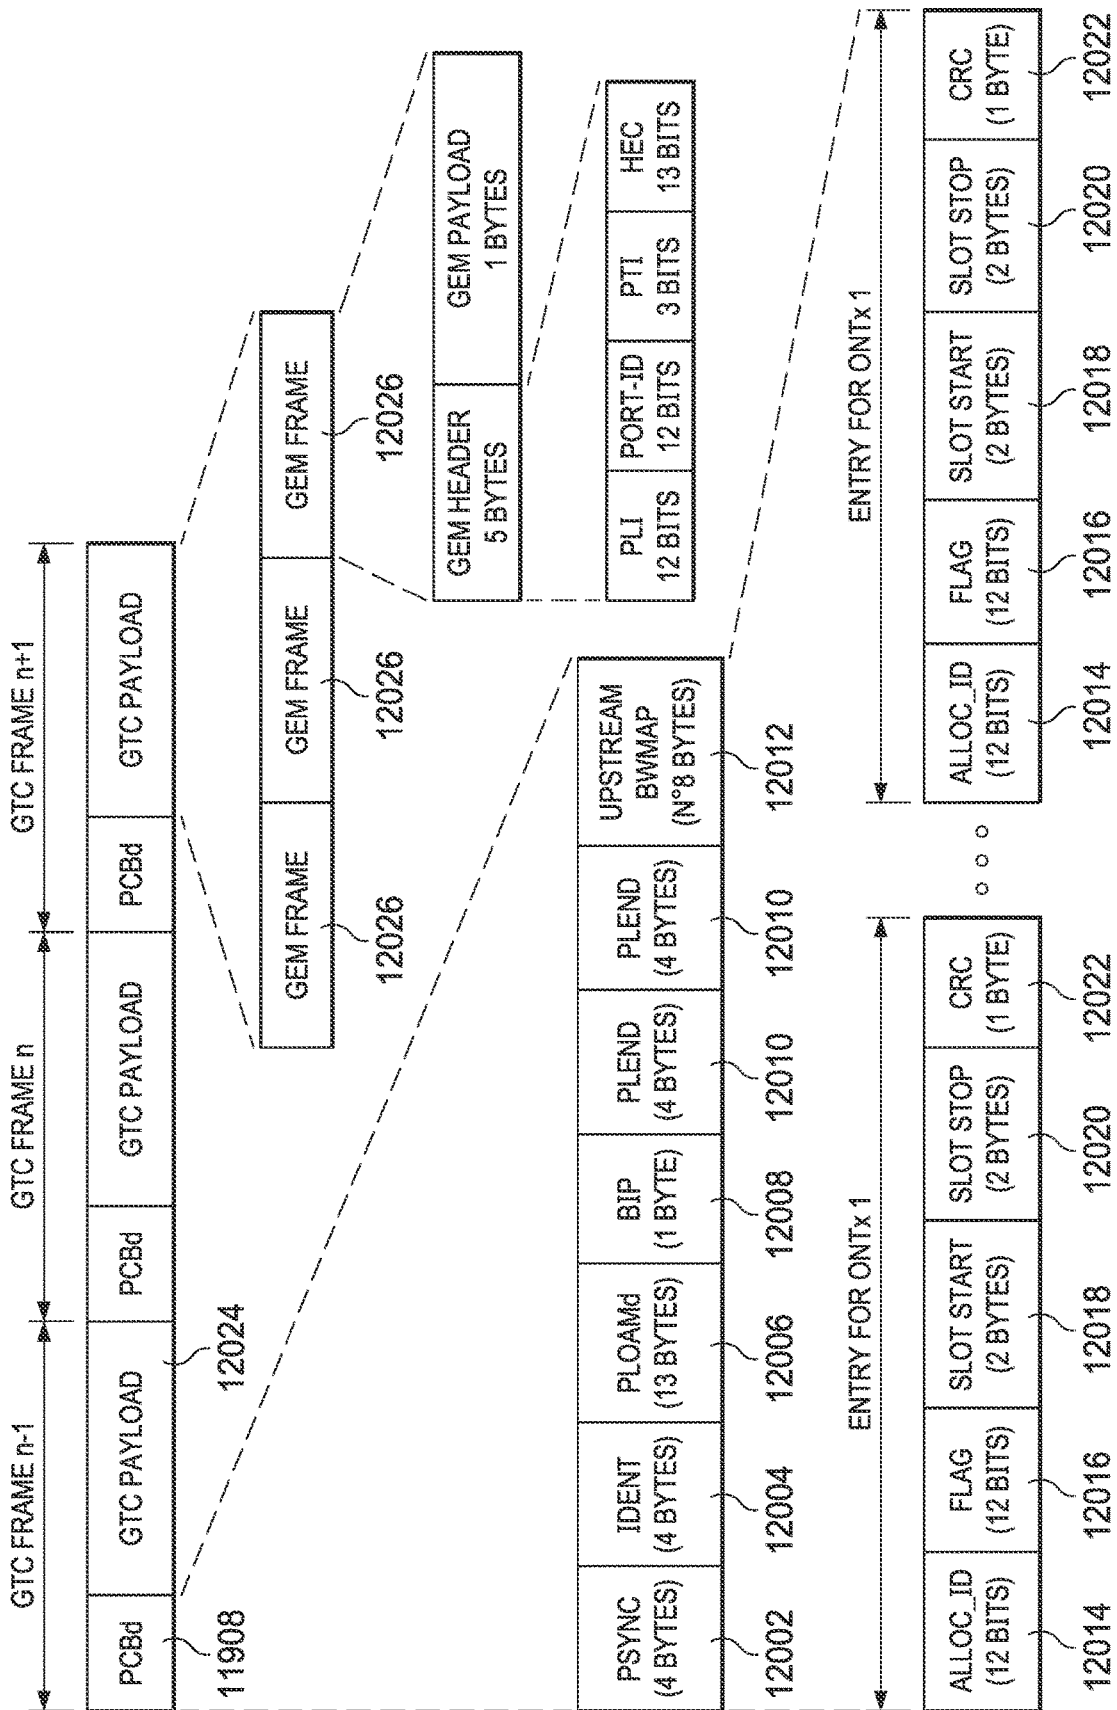 GTC FRAME n-1
GTC FRAME n
GTC FRAME n+1
PCBd
GTC PAYLOAD
PCBd
GTC PAYLOAD
PCBd
GTC PAYLOAD
11908
12024
GEM FRAME
GEM FRAME
GEM FRAME
12026
12026
12026
GEM HEADER
5 BYTES
GEM PAYLOAD
1 BYTES
PLI
12 BITS
PORT-ID
12 BITS
PTI
3 BITS
HEC
13 BITS
PSYNC
(4 BYTES)
IDENT
(4 BYTES)
PLOAMd
(13 BYTES)
BIP
(1 BYTE)
PLEND
(4 BYTES)
PLEND
(4 BYTES)
UPSTREAM
BWMAP
(N°8 BYTES)
12002
12004
12006
12008
12010
12010
12012
ENTRY FOR ONTx 1
ALLOC_ID
(12 BITS)
FLAG
(12 BITS)
SLOT START
(2 BYTES)
SLOT STOP
(2 BYTES)
CRC
(1 BYTE)
12014
12016
12018
12020
12022
ENTRY FOR ONTx 1
ALLOC_ID
(12 BITS)
FLAG
(12 BITS)
SLOT START
(2 BYTES)
SLOT STOP
(2 BYTES)
CRC
(1 BYTE)
12014
12016
12018
12020
12022